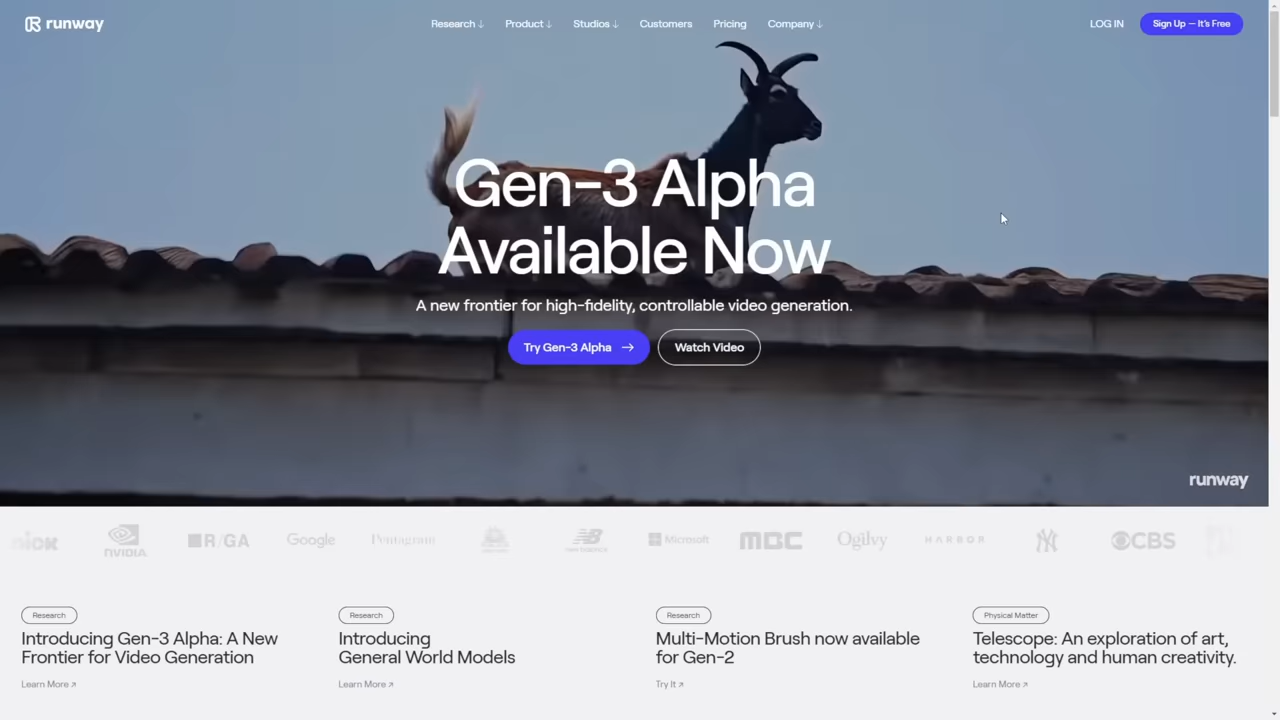 runway
Research ↓ Product ↓ Studios ↓ Customers Pricing Company ↓
LOG IN
Sign Up — It's Free
Gen-3 Alpha
Available Now
A new frontier for high-fidelity, controllable video generation.
Try Gen-3 Alpha →
Watch Video
runway
nick NVIDIA R/GA Google Pentagram new balance Microsoft MBC Ogilvy HARBOR NY CBS
Research
Introducing Gen-3 Alpha: A New
Frontier for Video Generation
Learn More ↗
Research
Introducing
General World Models
Learn More ↗
Research
Multi-Motion Brush now available
for Gen-2
Try It ↗
Physical Matter
Telescope: An exploration of art,
technology and human creativity.
Learn More ↗